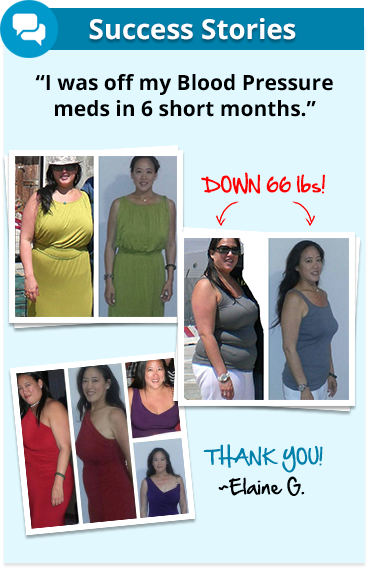 Success Stories
“I was off my Blood Pressure
meds in 6 short months.”
DOWN 66 lbs!
THANK YOU!
~Elaine G.